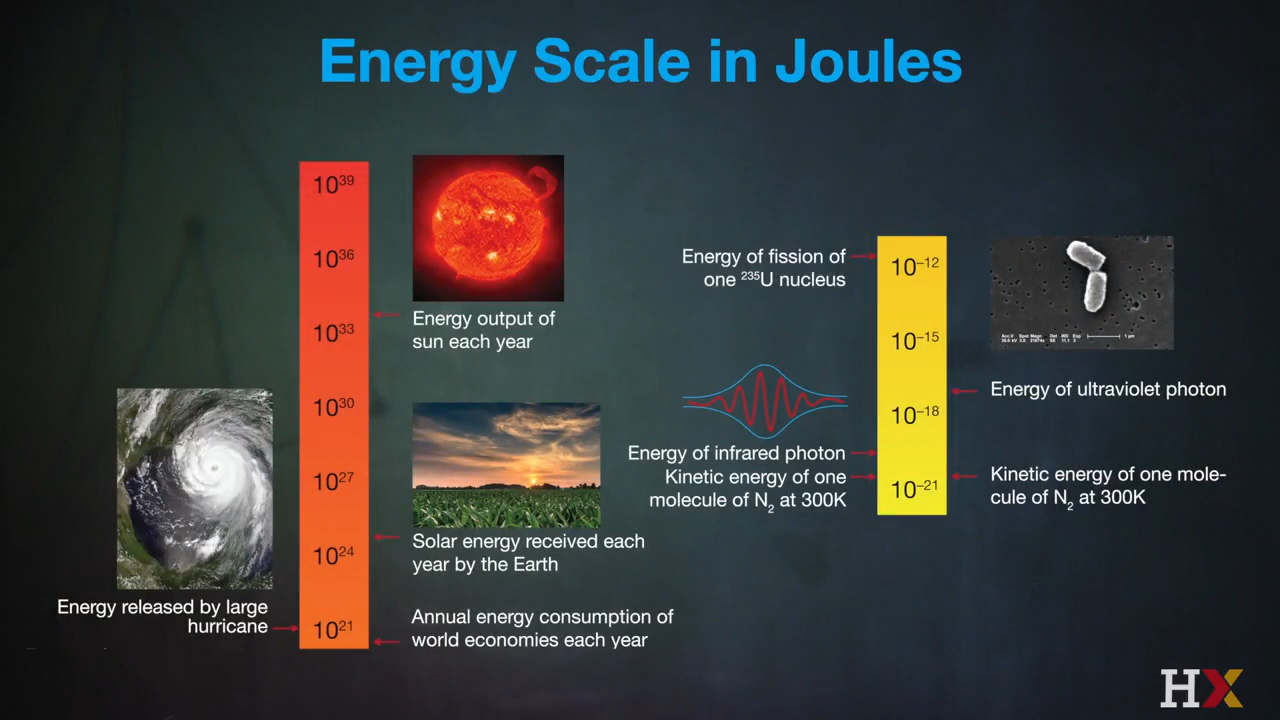 Energy Scale in Joules
10³⁹
10³⁶
10³³
10³⁰
10²⁷
10²⁴
10²¹
Energy output of
sun each year
Solar energy received each
year by the Earth
Energy released by large
hurricane
Annual energy consumption of
world economies each year
Energy of fission of
one ²³⁵U nucleus
10⁻¹²
10⁻¹⁵
10⁻¹⁸
10⁻²¹
Energy of infrared photon
Kinetic energy of one
molecule of N₂ at 300K
Energy of ultraviolet photon
Kinetic energy of one mole-
cule of N₂ at 300K
HX